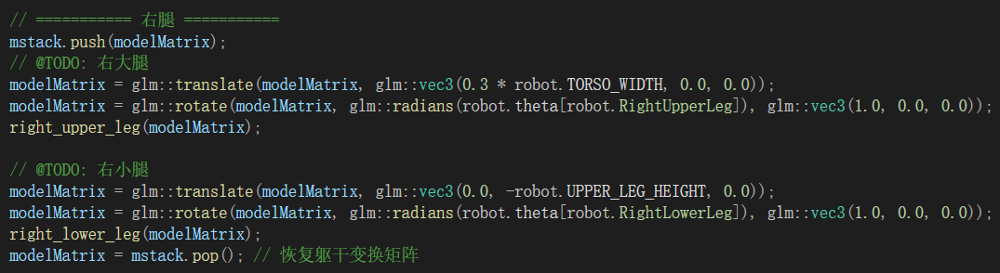 // =========== 右腿 ===========
mstack.push(modelMatrix);
// @TODO: 右大腿
modelMatrix = glm::translate(modelMatrix, glm::vec3(0.3 * robot.TORSO_WIDTH, 0.0, 0.0));
modelMatrix = glm::rotate(modelMatrix, glm::radians(robot.theta[robot.RightUpperLeg]), glm::vec3(1.0, 0.0, 0.0));
right_upper_leg(modelMatrix);
// @TODO: 右小腿
modelMatrix = glm::translate(modelMatrix, glm::vec3(0.0, -robot.UPPER_LEG_HEIGHT, 0.0));
modelMatrix = glm::rotate(modelMatrix, glm::radians(robot.theta[robot.RightLowerLeg]), glm::vec3(1.0, 0.0, 0.0));
right_lower_leg(modelMatrix);
modelMatrix = mstack.pop(); // 恢复躯干变换矩阵